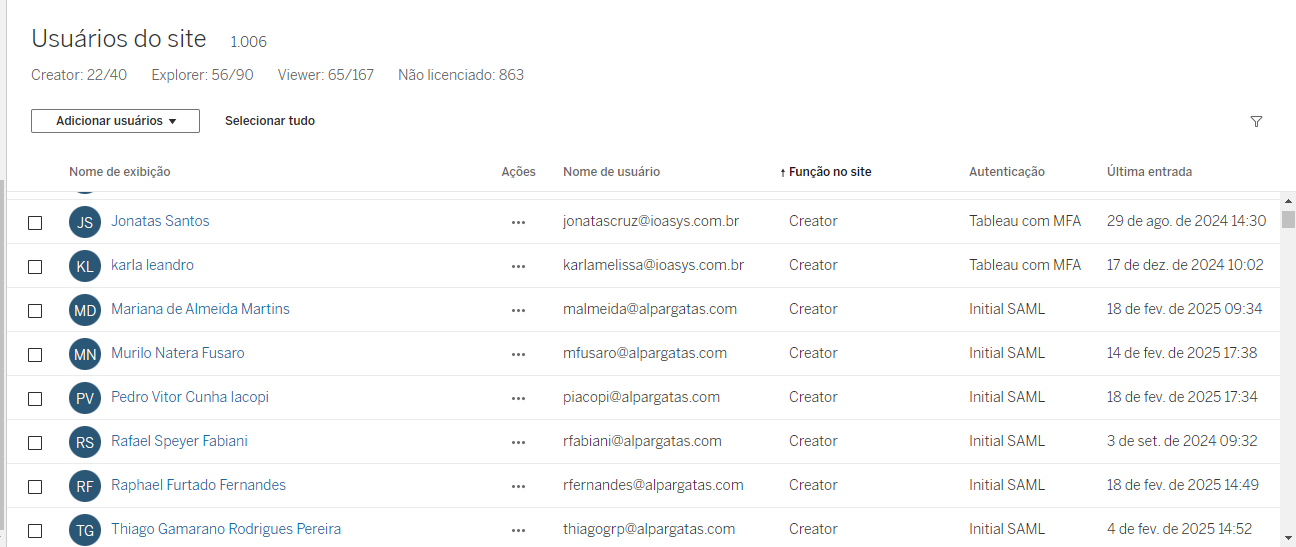 Usuários do site 1.006
Creator: 22/40 Explorer: 56/90 Viewer: 65/167 Não licenciado: 863
Adicionar usuários Selecionar tudo
Nome de exibição Ações Nome de usuário ↑ Função no site Autenticação Última entrada
JS Jonatas Santos ••• jonatascruz@ioasys.com.br Creator Tableau com MFA 29 de ago. de 2024 14:30
KL karla leandro ••• karlamelissa@ioasys.com.br Creator Tableau com MFA 17 de dez. de 2024 10:02
MD Mariana de Almeida Martins ••• malmeida@alpargatas.com Creator Initial SAML 18 de fev. de 2025 09:34
MN Murilo Natera Fusaro ••• mfusaro@alpargatas.com Creator Initial SAML 14 de fev. de 2025 17:38
PV Pedro Vitor Cunha Iacopi ••• piacopi@alpargatas.com Creator Initial SAML 18 de fev. de 2025 17:34
RS Rafael Speyer Fabiani ••• rfabiani@alpargatas.com Creator Initial SAML 3 de set. de 2024 09:32
RF Raphael Furtado Fernandes ••• rfernandes@alpargatas.com Creator Initial SAML 18 de fev. de 2025 14:49
TG Thiago Gamarano Rodrigues Pereira ••• thiagogrp@alpargatas.com Creator Initial SAML 4 de fev. de 2025 14:52